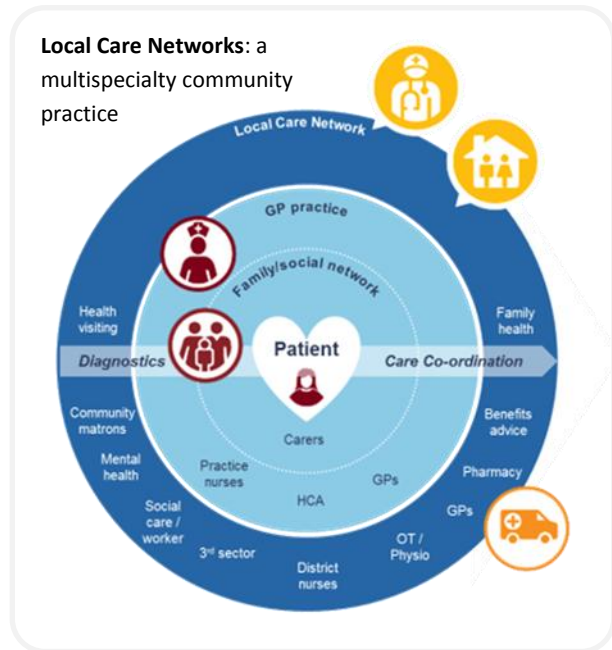 Local Care Networks: a
multispecialty community
practice
Local Care Network
GP practice
Family/social network
Health
visiting
Family
health
Diagnostics
Patient
Care Co-ordination
Community
matrons
Carers
Benefits
advice
Mental
health
Practice
nurses
GPs
Pharmacy
HCA
Social
care /
worker
GPs
3rd sector
OT /
Physio
District
nurses